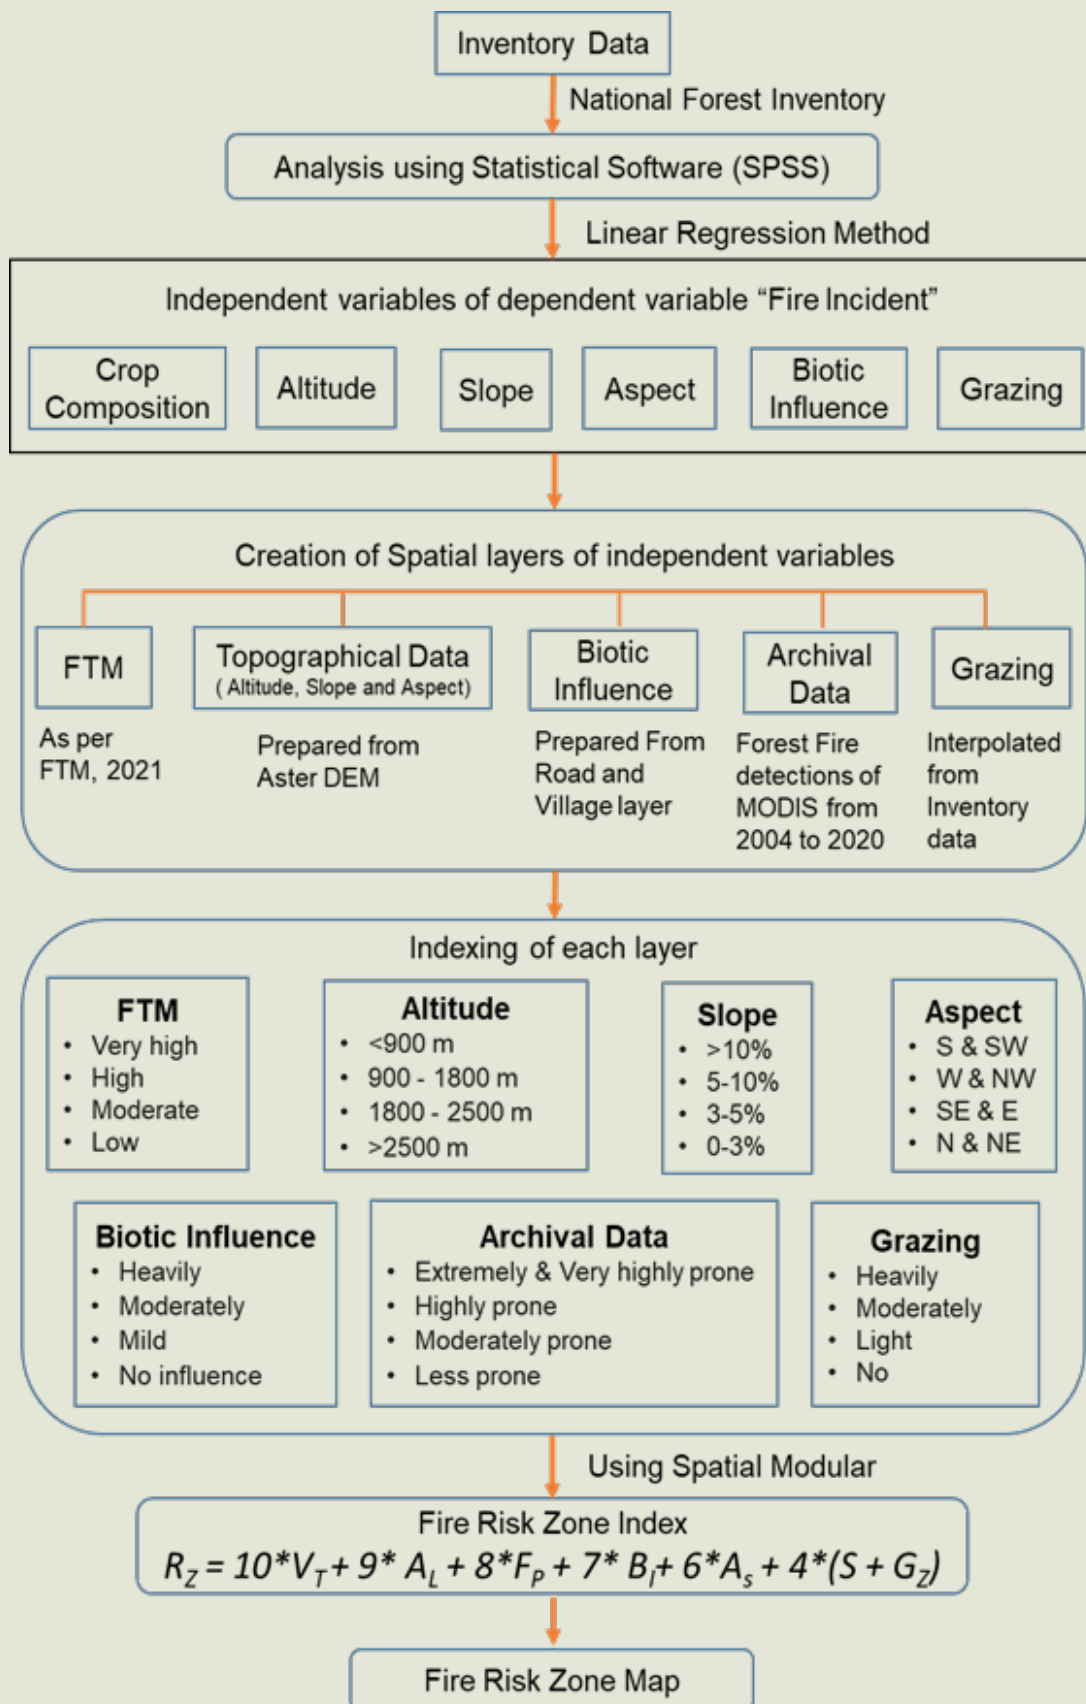 Inventory Data
National Forest Inventory
Analysis using Statistical Software (SPSS)
Linear Regression Method
Independent variables of dependent variable “Fire Incident”
Crop
Composition
Altitude
Slope
Aspect
Biotic
Influence
Grazing
Creation of Spatial layers of independent variables
FTM
As per
FTM, 2021
Topographical Data
( Altitude, Slope and Aspect)
Prepared from
Aster DEM
Biotic
Influence
Prepared From
Road and
Village layer
Archival
Data
Forest Fire
detections of
MODIS from
2004 to 2020
Grazing
Interpolated
from
Inventory
data
Indexing of each layer
FTM
• Very high
• High
• Moderate
• Low
Altitude
• <900 m
• 900 - 1800 m
• 1800 - 2500 m
• >2500 m
Slope
• >10%
• 5-10%
• 3-5%
• 0-3%
Aspect
• S & SW
• W & NW
• SE & E
• N & NE
Biotic Influence
• Heavily
• Moderately
• Mild
• No influence
Archival Data
• Extremely & Very highly prone
• Highly prone
• Moderately prone
• Less prone
Grazing
• Heavily
• Moderately
• Light
• No
Using Spatial Modular
Fire Risk Zone Index
R_Z = 10*V_T + 9* A_L + 8*F_P + 7* B_I + 6*A_s + 4*(S + G_Z)
Fire Risk Zone Map